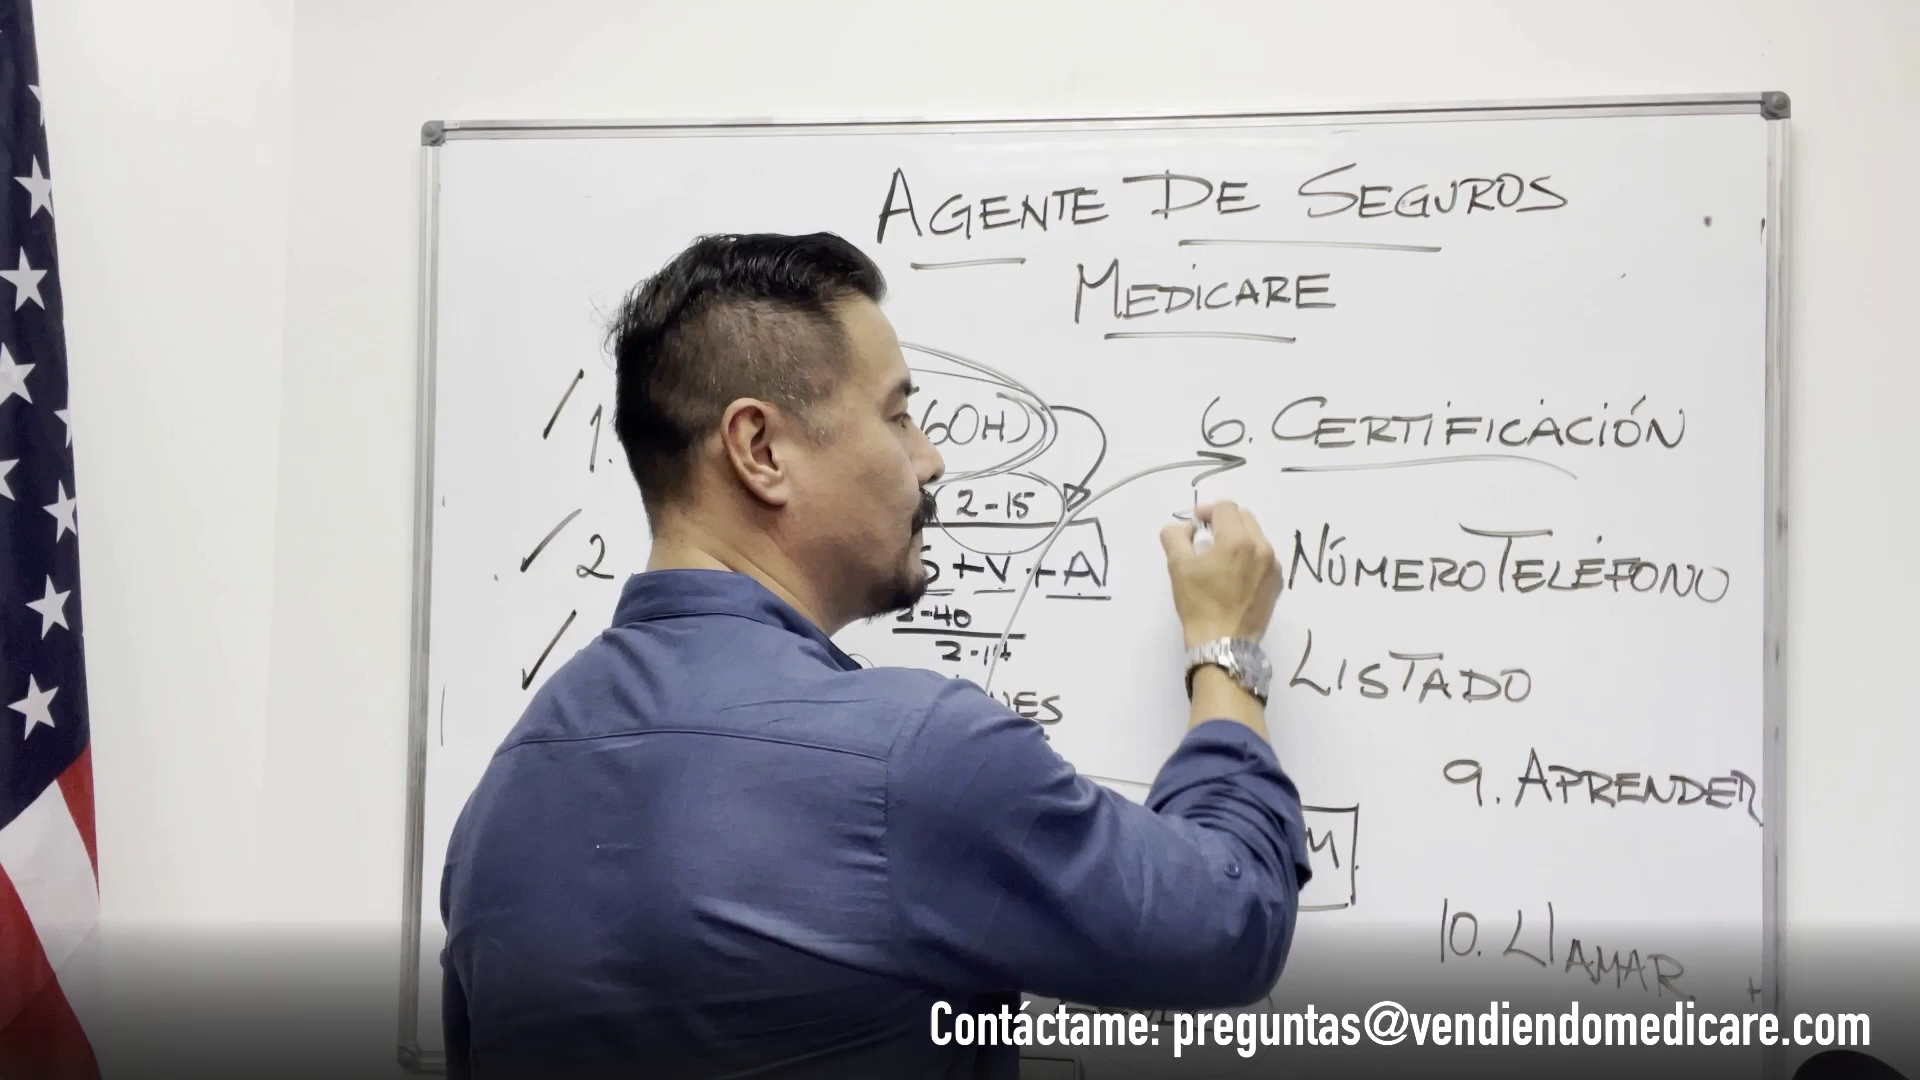 AGENTE DE SEGUROS
MEDICARE
1.
60H)
2-15
2
S + V + A
2-40
2-14
6. CERTIFICACIÓN
NÚMERO TELÉFONO
LISTADO
9. APRENDER
10. LLAMAR
Contáctame: preguntas@vendiendomedicare.com